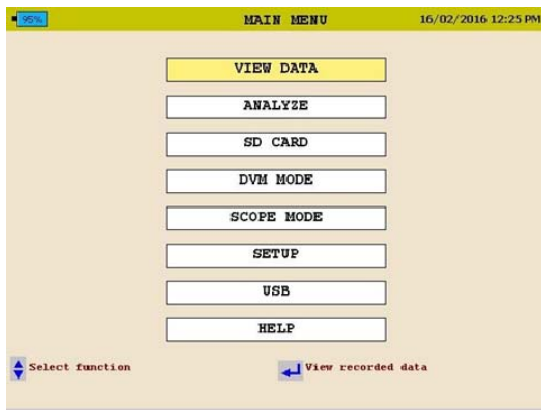 95% MAIN MENU 16/02/2016 12:25 PM
VIEW DATA
ANALYZE
SD CARD
DVM MODE
SCOPE MODE
SETUP
USB
HELP
Select function View recorded data